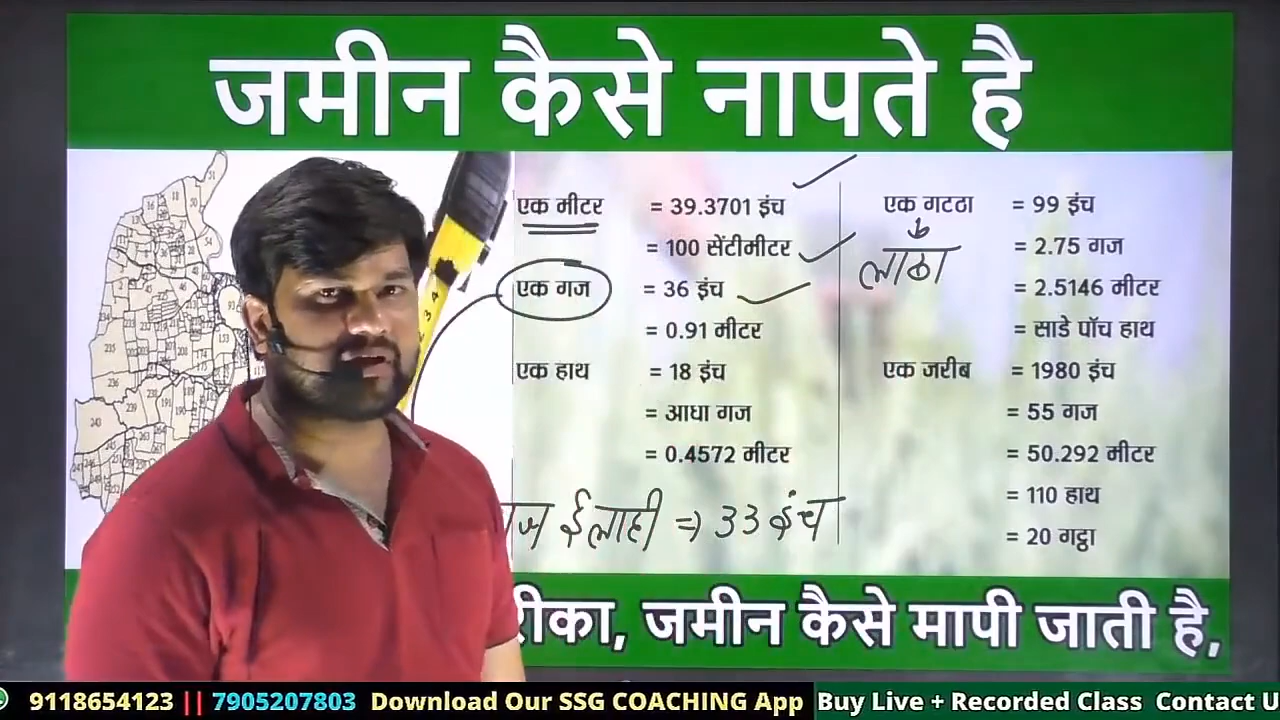 जमीन कैसे नापते है
एक मीटर = 39.3701 इंच
= 100 सेंटीमीटर
एक गज = 36 इंच
= 0.91 मीटर
एक हाथ = 18 इंच
= आधा गज
= 0.4572 मीटर
गज ईलाही => 33 इंच
एक गटठा = 99 इंच
लाठा
= 2.75 गज
= 2.5146 मीटर
= साडे पॉच हाथ
एक जरीब = 1980 इंच
= 55 गज
= 50.292 मीटर
= 110 हाथ
= 20 गट्ठा
रीका, जमीन कैसे मापी जाती है,
9118654123 || 7905207803 Download Our SSG COACHING App Buy Live + Recorded Class Contact U